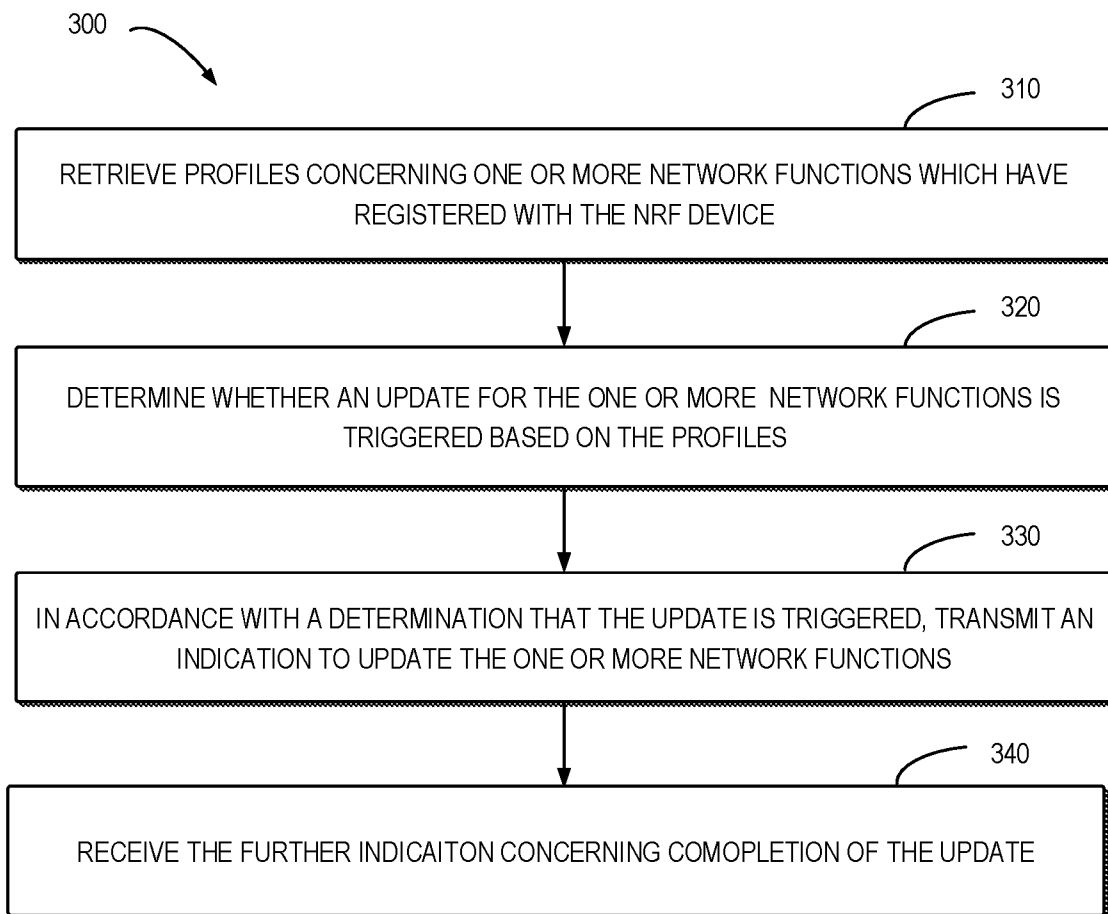 300
310
RETRIEVE PROFILES CONCERNING ONE OR MORE NETWORK FUNCTIONS WHICH HAVE
REGISTERED WITH THE NRF DEVICE
320
DETERMINE WHETHER AN UPDATE FOR THE ONE OR MORE NETWORK FUNCTIONS IS
TRIGGERED BASED ON THE PROFILES
330
IN ACCORDANCE WITH A DETERMINATION THAT THE UPDATE IS TRIGGERED, TRANSMIT AN
INDICATION TO UPDATE THE ONE OR MORE NETWORK FUNCTIONS
340
RECEIVE THE FURTHER INDICAITON CONCERNING COMOPLETION OF THE UPDATE